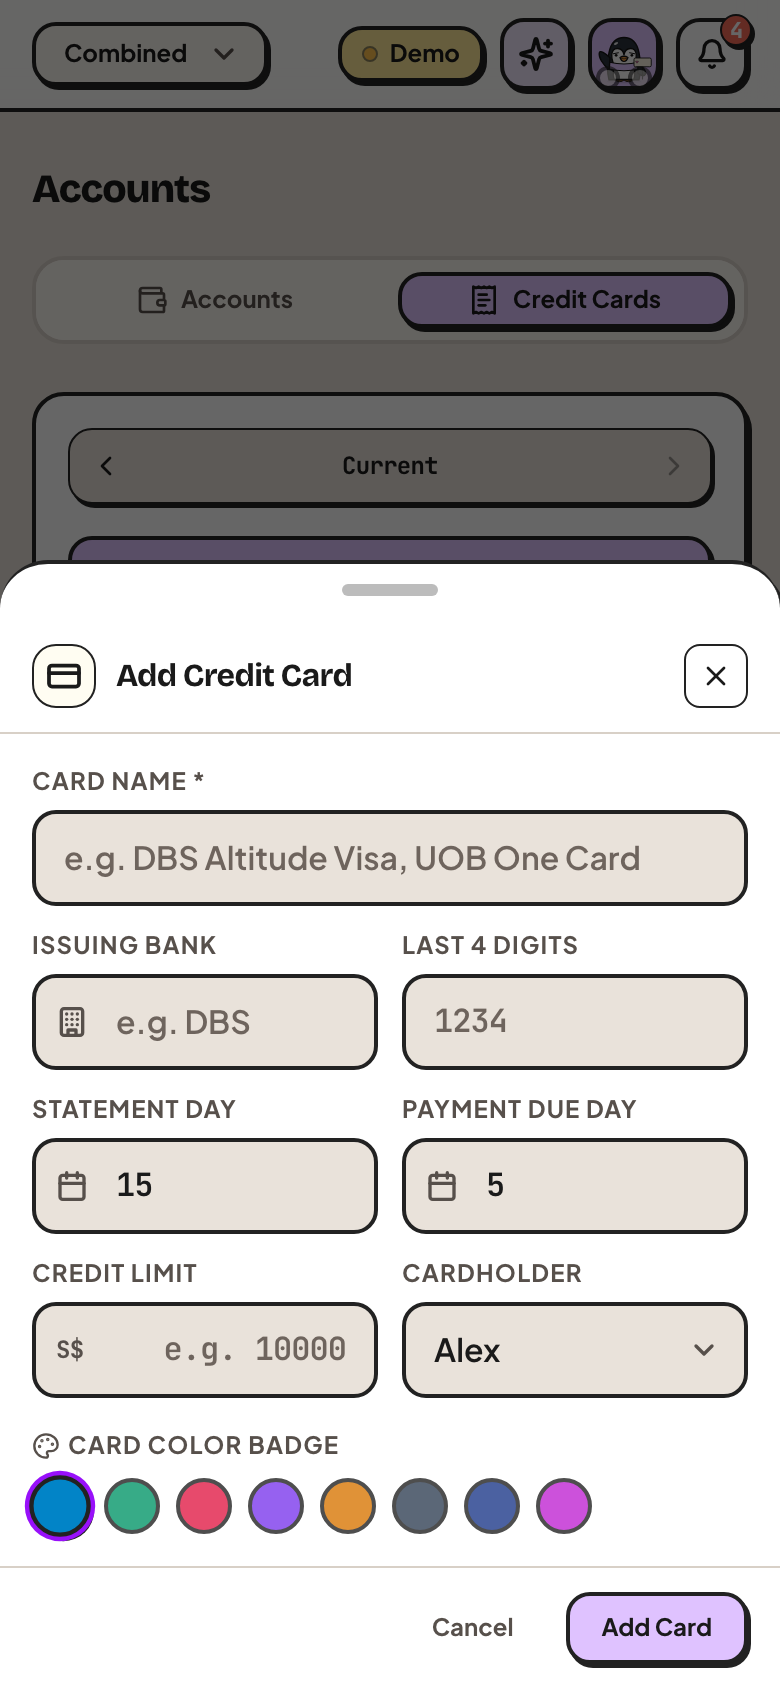 Combined
Demo
4
Accounts
Accounts
Credit Cards
Current
Add Credit Card
CARD NAME *
e.g. DBS Altitude Visa, UOB One Card
ISSUING BANK
LAST 4 DIGITS
e.g. DBS
1234
STATEMENT DAY
PAYMENT DUE DAY
15
5
CREDIT LIMIT
CARDHOLDER
S$ e.g. 10000
Alex
CARD COLOR BADGE
Cancel
Add Card